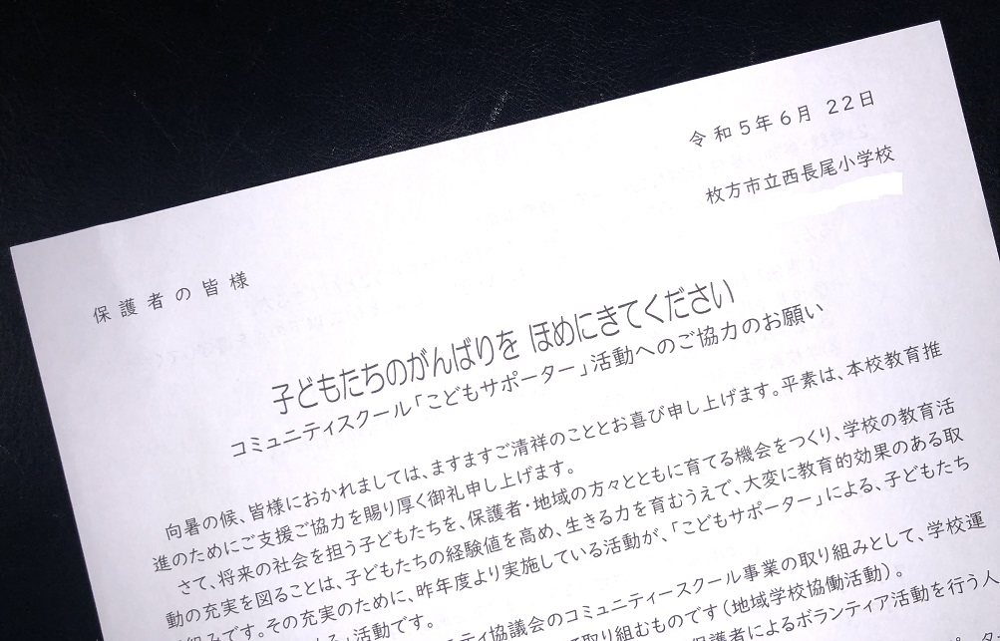 令和5年6月 22日
枚方市立西長尾小学校
保護者の皆様
子どもたちのがんばりを ほめにきてください
コミュニティスクール「こどもサポーター」活動へのご協力のお願い
向暑の候、皆様におかれましては、ますますご清祥のこととお喜び申し上げます。平素は、本校教育推
進のためにご支援ご協力を賜り厚く御礼申し上げます。
さて、将来の社会を担う子どもたちを、保護者・地域の方々とともに育てる機会をつくり、学校の教育活
動の充実を図ることは、子どもたちの経験値を高め、生きる力を育むうえで、大変に教育的効果のある取
組みです。その充実のために、昨年度より実施している活動が、「こどもサポーター」による、子どもたち
活動です。
ティ協議会のコミュニティースクール事業の取り組みとして、学校運
取り組むものです（地域学校協働活動）。
保護者によるボランティア活動を行う人